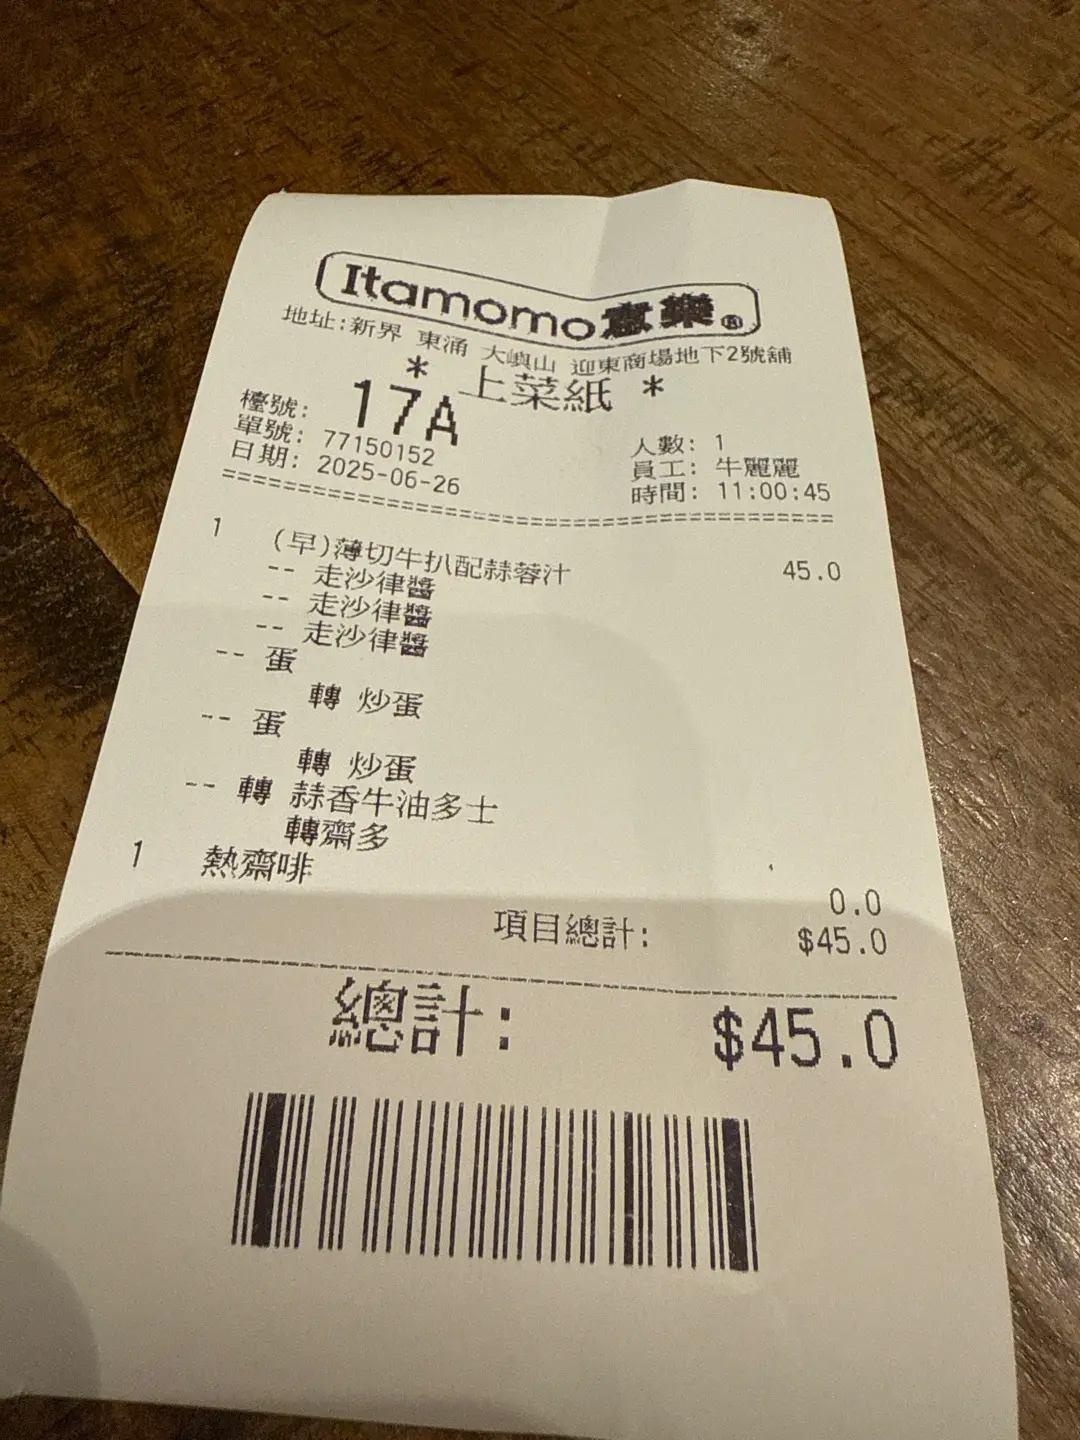 Itamomo意樂®
地址:新界 東涌 大嶼山 迎東商場地下2號舖
* 上菜紙 *
檯號: 17A
人數: 1
單號: 77150152
員工: 牛麗麗
日期: 2025-06-26
時間: 11:00:45
================================================
1 (早)薄切牛扒配蒜蓉汁 45.0
-- 走沙律醬
-- 走沙律醬
-- 走沙律醬
-- 蛋
轉 炒蛋
-- 蛋
轉 炒蛋
-- 轉 蒜香牛油多士
轉齋多
1 熱齋啡 0.0
項目總計: $45.0
總計: $45.0